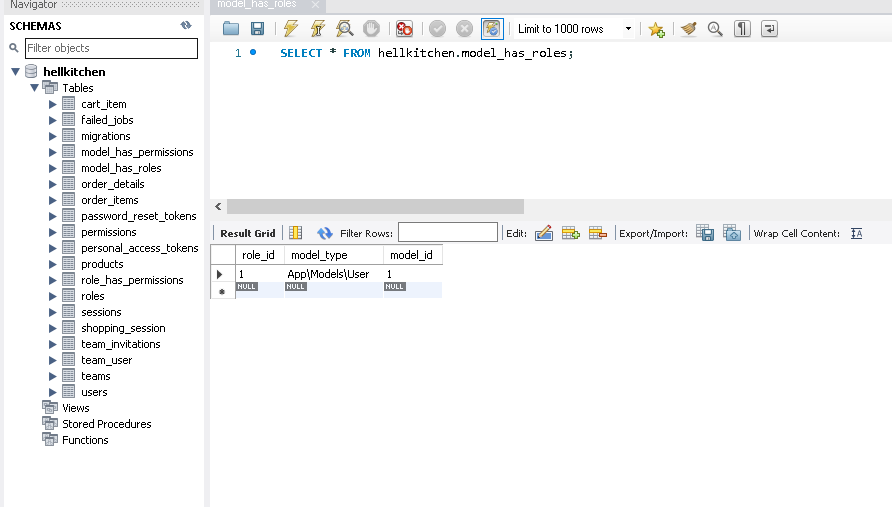 Navigator
model_has_roles
SCHEMAS
Filter objects
hellkitchen
Tables
cart_item
failed_jobs
migrations
model_has_permissions
model_has_roles
order_details
order_items
password_reset_tokens
permissions
personal_access_tokens
products
role_has_permissions
roles
sessions
shopping_session
team_invitations
team_user
teams
users
Views
Stored Procedures
Functions
Limit to 1000 rows
1 SELECT * FROM hellkitchen.model_has_roles;
Result Grid Filter Rows: Edit: Export/Import: Wrap Cell Content:
role_id model_type model_id
1 App\Models\User 1
NULL NULL NULL